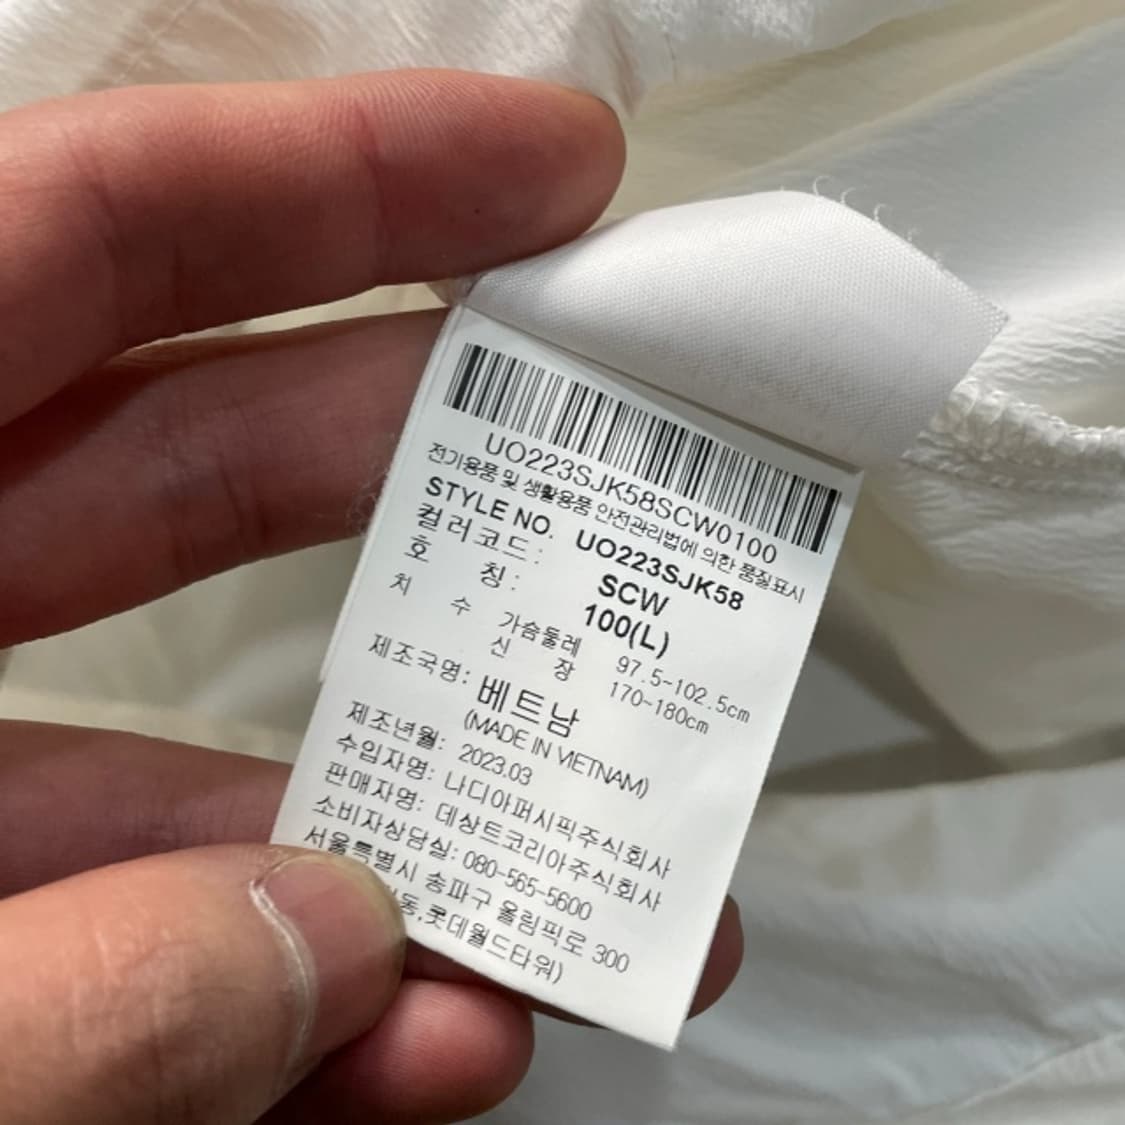 UO223SJK58SCW0100
전기용품 및 생활용품 안전관리법에 의한 품질표시
STYLE NO. UO223SJK58
컬러코드: SCW
호 칭: 100(L)
치 수 가슴둘레 97.5-102.5cm
신 장 170-180cm
제조국명: 베트남
(MADE IN VIETNAM)
제조년월: 2023.03
수입자명: 나디아퍼시픽주식회사
판매자명: 데상트코리아주식회사
소비자상담실: 080-565-5600
서울특별시 송파구 올림픽로 300
롯데월드타워)